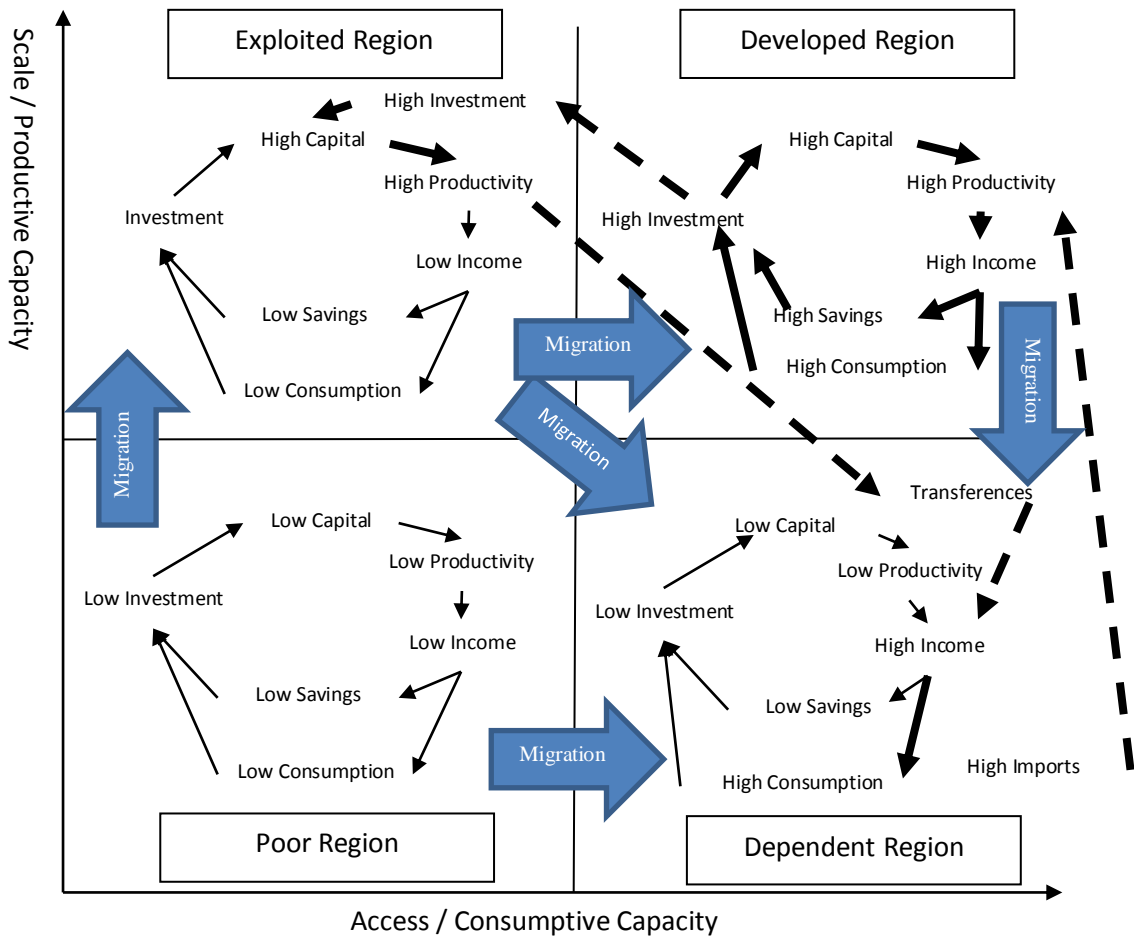 Scale / Productive Capacity
Exploited Region
High Investment
High Capital
High Productivity
Investment
Low Income
Low Savings
Low Consumption
Developed Region
High Capital
High Productivity
High Investment
High Income
High Savings
High Consumption
Migration
Migration
Migration
Migration
Low Capital
Low Productivity
Low Investment
Low Income
Low Savings
Low Consumption
Poor Region
Migration
Transferences
Low Capital
Low Productivity
Low Investment
High Income
Low Savings
High Consumption
High Imports
Dependent Region
Access / Consumptive Capacity